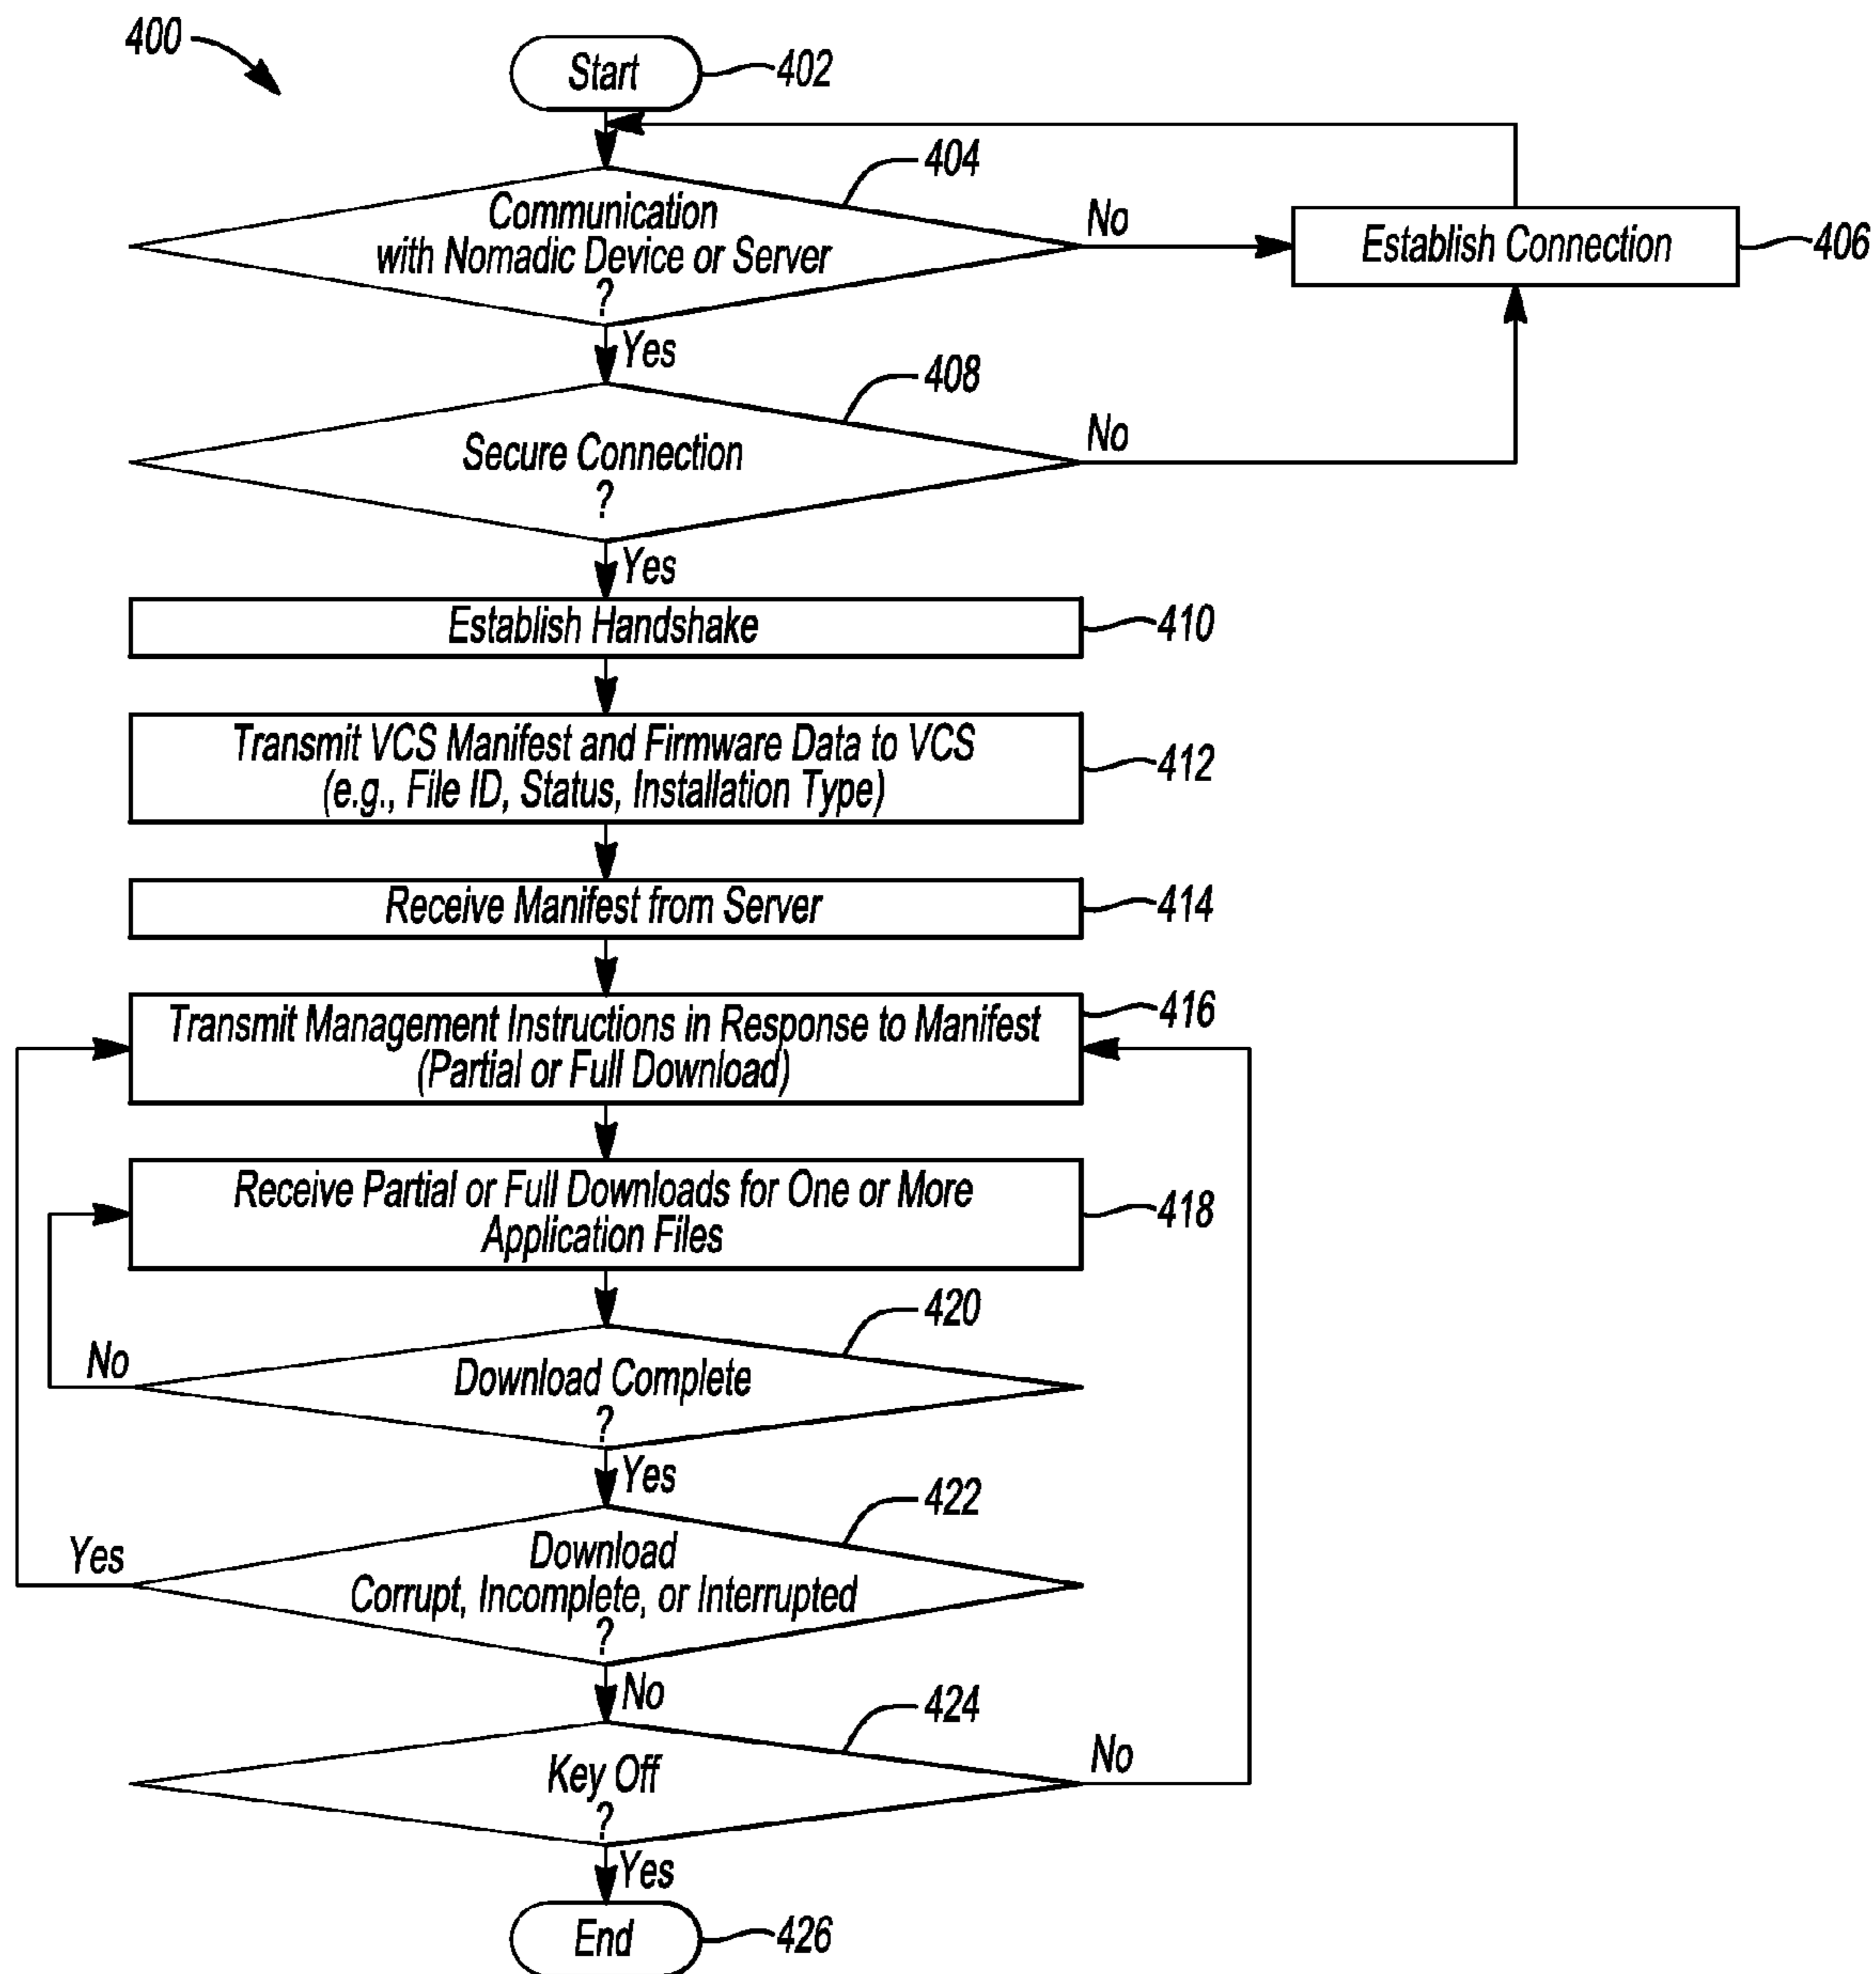 400
Start
402
404
Communication
with Nomadic Device or Server
?
No
Establish Connection
406
Yes
408
Secure Connection
?
No
Yes
Establish Handshake
410
Transmit VCS Manifest and Firmware Data to VCS
(e.g., File ID, Status, Installation Type)
412
Receive Manifest from Server
414
Transmit Management Instructions in Response to Manifest
(Partial or Full Download)
416
Receive Partial or Full Downloads for One or More
Application Files
418
420
Download Complete
?
No
Yes
422
Download
Corrupt, Incomplete, or Interrupted
?
Yes
No
424
Key Off
?
No
Yes
End
426